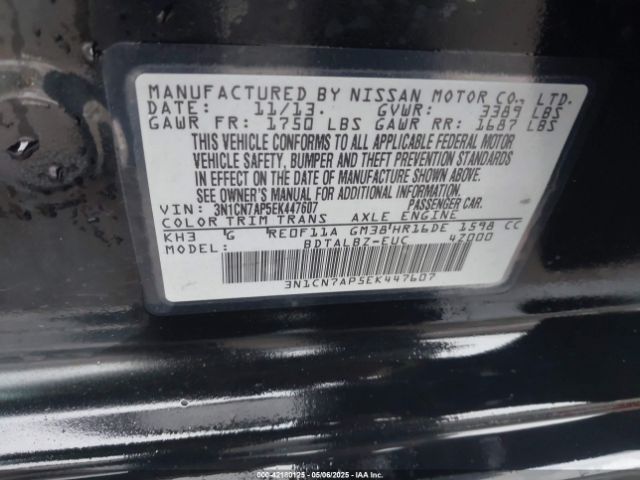 MANUFACTURED BY NISSAN MOTOR CO., LTD.
DATE: 11/13. GVWR: 3389 LBS
GAWR FR: 1750 LBS GAWR RR: 1687 LBS
THIS VEHICLE CONFORMS TO ALL APPLICABLE FEDERAL MOTOR
VEHICLE SAFETY, BUMPER AND THEFT PREVENTION STANDARDS
IN EFFECT ON THE DATE OF MANUFACTURE SHOWN ABOVE.
SEE OWNER'S MANUAL FOR ADDITIONAL INFORMATION.
VIN: 3N1CN7AP5EK447607 PASSENGER CAR.
COLOR TRIM TRANS AXLE ENGINE
KH3 G RE0F11A GM38 HR16DE 1598 CC
MODEL: BDTALBZ-EUC 42000
3N1CN7AP5EK447607
000-42180125 - 05/06/2025 - IAAI.COM